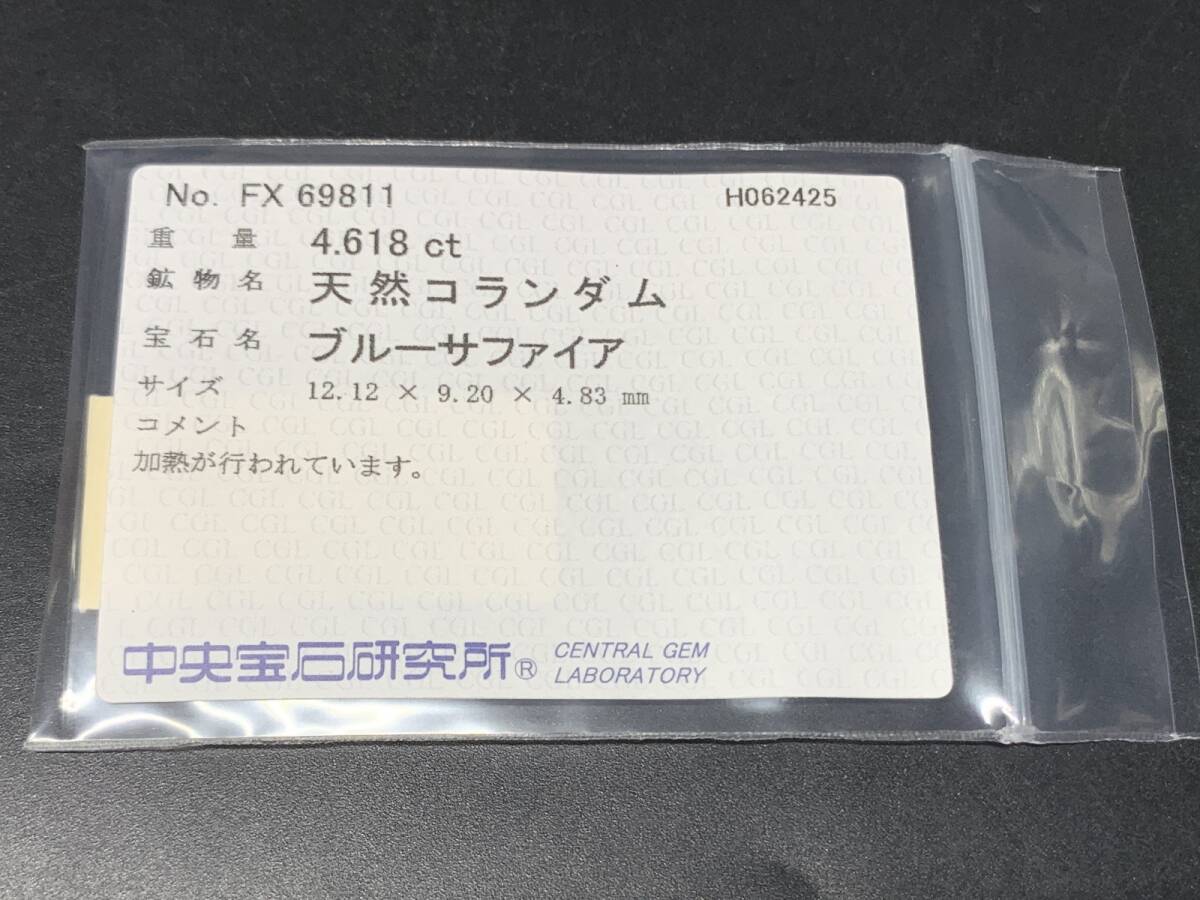 No. FX 69811 H062425
重 量 4.618 ct
鉱 物 名 天然コランダム
宝 石 名 ブルーサファイア
サイズ 12.12 × 9.20 × 4.83 mm
コメント
加熱が行われています。
中央宝石研究所® CENTRAL GEM
LABORATORY